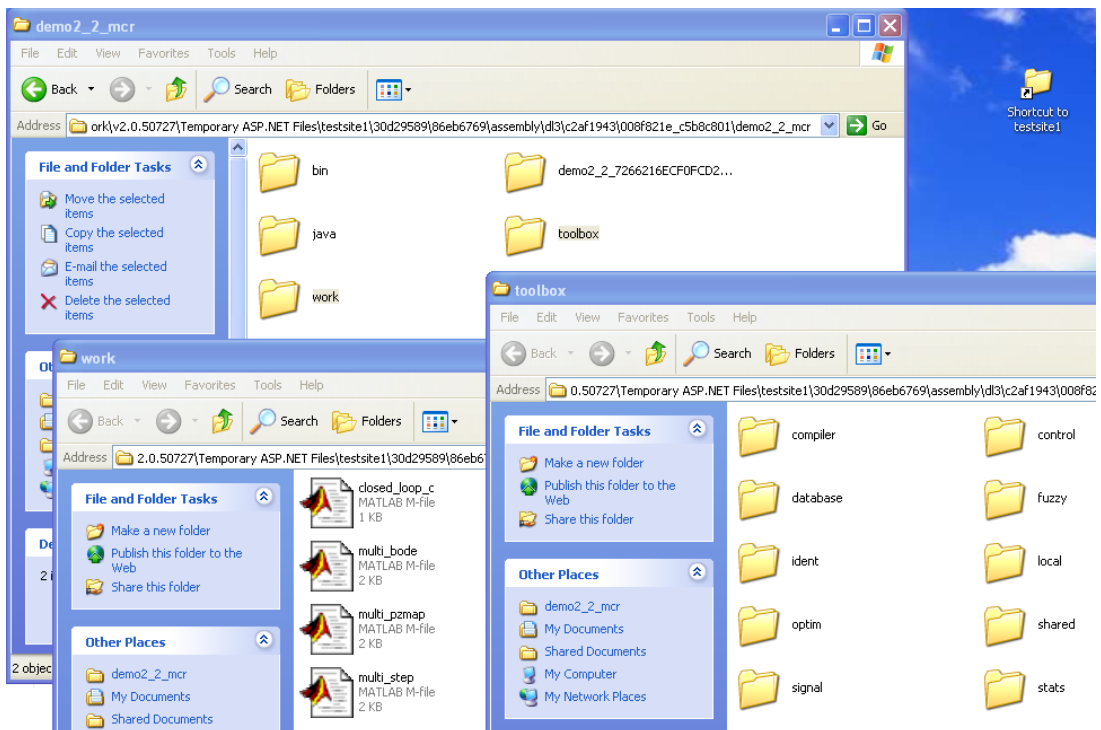 demo2_2_mcr
File Edit View Favorites Tools Help
Back Search Folders
Address ork\v2.0.50727\Temporary ASP.NET Files\testsite1\30d29589\86eb6769\assembly\dl3\c2af1943\008f821e_c5b8c801\demo2_2_mcr Go
File and Folder Tasks
Move the selected
items
Copy the selected
items
E-mail the selected
items
Delete the selected
items
Ot
De
2 i
2 objec
bin
demo2_2_7266216ECF0FCD2...
java
toolbox
work
Shortcut to
testsite1
work
File Edit View Favorites Tools Help
Back Search Folders
Address 2.0.50727\Temporary ASP.NET Files\testsite1\30d29589\86eb67
File and Folder Tasks
Make a new folder
Publish this folder to the
Web
Share this folder
Other Places
demo2_2_mcr
My Documents
Shared Documents
closed_loop_c
MATLAB M-file
1 KB
multi_bode
MATLAB M-file
2 KB
multi_pzmap
MATLAB M-file
2 KB
multi_step
MATLAB M-file
2 KB
toolbox
File Edit View Favorites Tools Help
Back Search Folders
Address 0.50727\Temporary ASP.NET Files\testsite1\30d29589\86eb6769\assembly\dl3\c2af1943\008f82
File and Folder Tasks
Make a new folder
Publish this folder to the
Web
Share this folder
Other Places
demo2_2_mcr
My Documents
Shared Documents
My Computer
My Network Places
compiler
control
database
fuzzy
ident
local
optim
shared
signal
stats